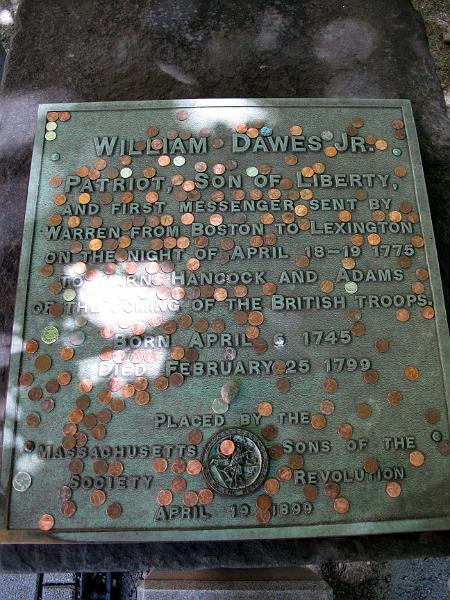 WILLIAM DAWES JR.
PATRIOT, SON OF LIBERTY,
AND FIRST MESSENGER SENT BY
WARREN FROM BOSTON TO LEXINGTON
ON THE NIGHT OF APRIL 18-19 1775
TO WARN HANCOCK AND ADAMS
OF THE COMING OF THE BRITISH TROOPS.
BORN APRIL 1745
DIED FEBRUARY 25 1799
PLACED BY THE
MASSACHUSETTS SONS OF THE
SOCIETY REVOLUTION
APRIL 19 1899